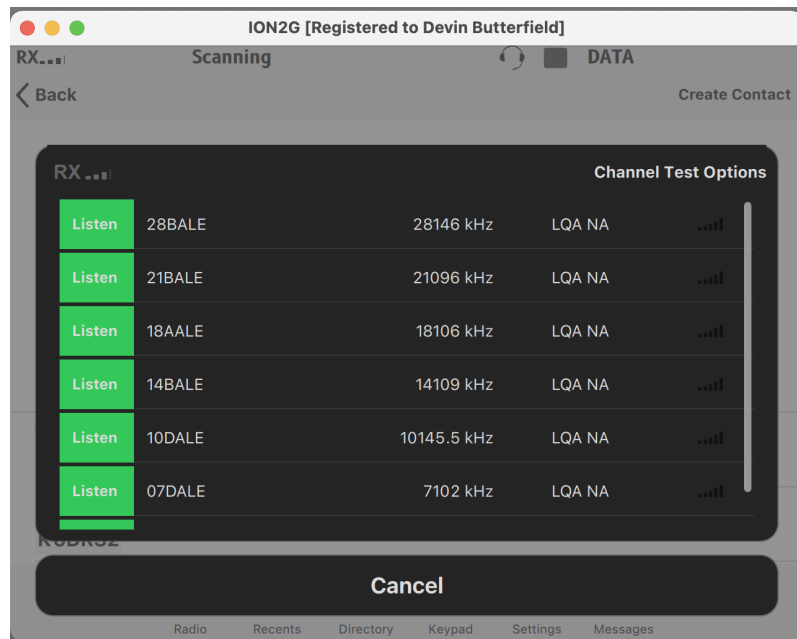 ION2G [Registered to Devin Butterfield]
RX Scanning DATA
Back Create Contact
RX Channel Test Options
Listen 28BALE 28146 kHz LQA NA
Listen 21BALE 21096 kHz LQA NA
Listen 18AALE 18106 kHz LQA NA
Listen 14BALE 14109 kHz LQA NA
Listen 10DALE 10145.5 kHz LQA NA
Listen 07DALE 7102 kHz LQA NA
Cancel
Radio Recents Directory Keypad Settings Messages